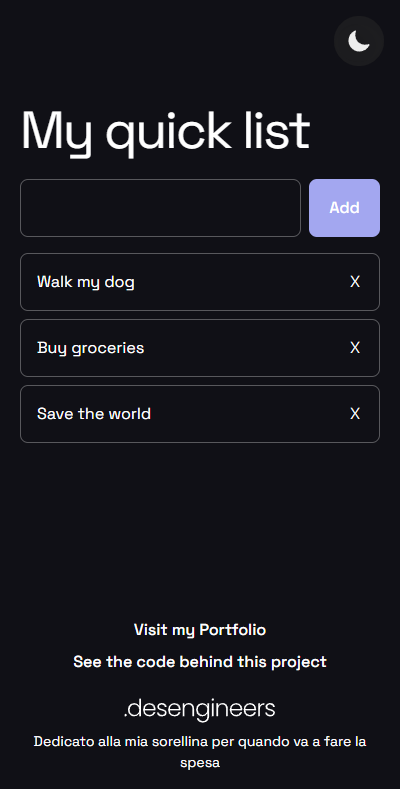 My quick list
Add
Walk my dog X
Buy groceries X
Save the world X
Visit my Portfolio
See the code behind this project
.desengineers
Dedicato alla mia sorellina per quando va a fare la
spesa